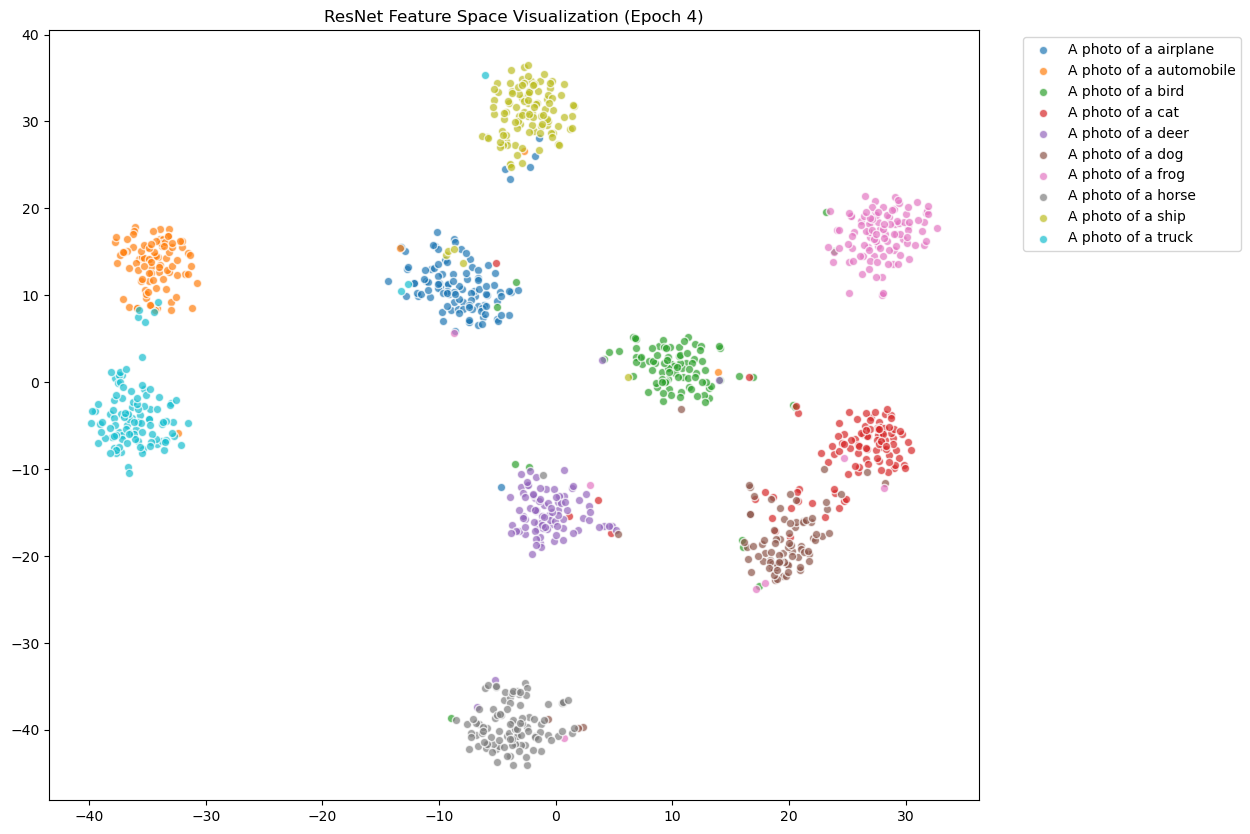 ResNet Feature Space Visualization (Epoch 4)
40
30
20
10
0
−10
−20
−30
−40
−40
−30
−20
−10
0
10
20
30
A photo of a airplane
A photo of a automobile
A photo of a bird
A photo of a cat
A photo of a deer
A photo of a dog
A photo of a frog
A photo of a horse
A photo of a ship
A photo of a truck